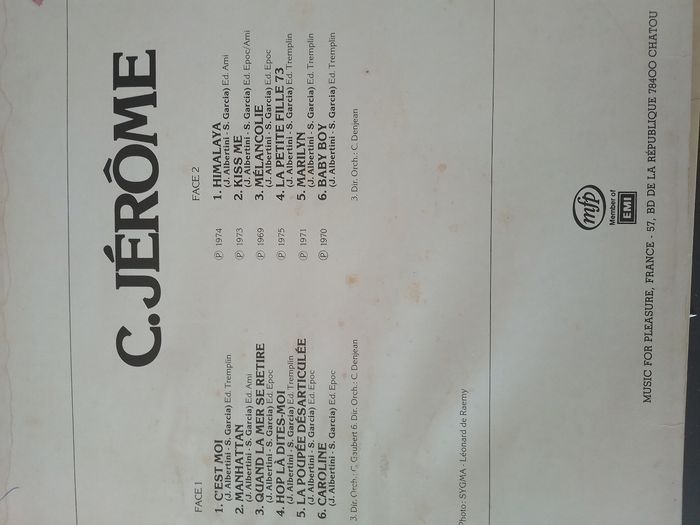 C. JÉRÔME
FACE 1
1. C'EST MOI
(J. Albertini - S. Garcia) Ed. Tremplin
2. MANHATTAN
(J. Albertini - S. Garcia) Ed. Ami
3. QUAND LA MER SE RETIRE
(J. Albertini - S. Garcia) Ed. Epoc
4. HOP LÀ DITES-MOI
(J. Albertini - S. Garcia) Ed. Tremplin
5. LA POUPÉE DÉSARTICULÉE
(J. Albertini - S. Garcia) Ed. Epoc
6. CAROLINE
(J. Albertini - S. Garcia) Ed. Epoc
3. Dir. Orch.: C. Gaubert 6. Dir. Orch.: C. Denjean
Ⓟ 1974
Ⓟ 1973
Ⓟ 1969
Ⓟ 1975
Ⓟ 1971
Ⓟ 1970
FACE 2
1. HIMALAYA
(J. Albertini - S. Garcia) Ed. Ami
2. KISS ME
(J. Albertini - S. Garcia) Ed. Epoc/Ami
3. MÉLANCOLIE
(J. Albertini - S. Garcia) Ed. Epoc
4. LA PETITE FILLE 73
(J. Albertini - S. Garcia) Ed. Tremplin
5. MARILYN
(J. Albertini - S. Garcia) Ed. Tremplin
6. BABY BOY
(J. Albertini - S. Garcia) Ed. Tremplin
3. Dir. Orch.: C. Denjean
Photo: SYGMA - Léonard de Raemy
mfp
Member of
EMI
MUSIC FOR PLEASURE, FRANCE - 57, BD DE LA RÉPUBLIQUE 78400 CHATOU